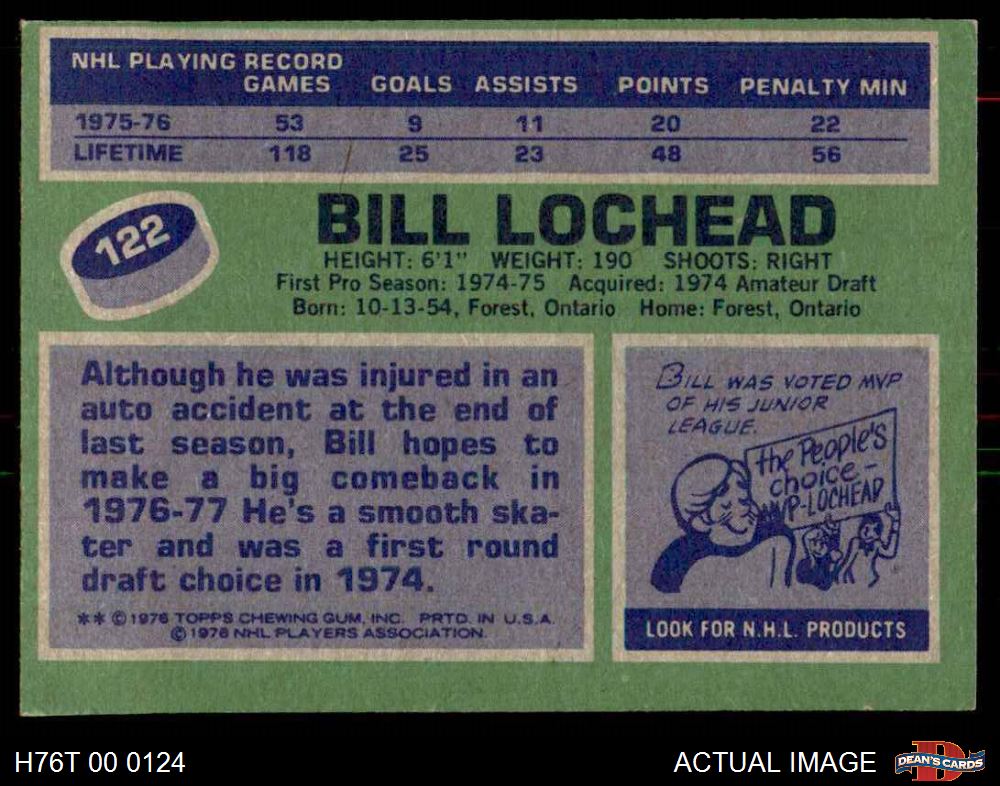 NHL PLAYING RECORD
GAMES GOALS ASSISTS POINTS PENALTY MIN
1975-76 53 9 11 20 22
LIFETIME 118 25 23 48 56
122
BILL LOCHEAD
HEIGHT: 6'1" WEIGHT: 190 SHOOTS: RIGHT
First Pro Season: 1974-75 Acquired: 1974 Amateur Draft
Born: 10-13-54, Forest, Ontario Home: Forest, Ontario
Although he was injured in an
auto accident at the end of
last season, Bill hopes to
make a big comeback in
1976-77 He's a smooth ska-
ter and was a first round
draft choice in 1974.
** © 1976 TOPPS CHEWING GUM, INC. PRTD. IN U.S.A.
© 1976 NHL PLAYERS ASSOCIATION.
BILL WAS VOTED MVP
OF HIS JUNIOR
LEAGUE.
the People's
choice-
MVP-LOCHEAD
LOOK FOR N.H.L. PRODUCTS
H76T 00 0124
ACTUAL IMAGE
DEAN'S CARDS